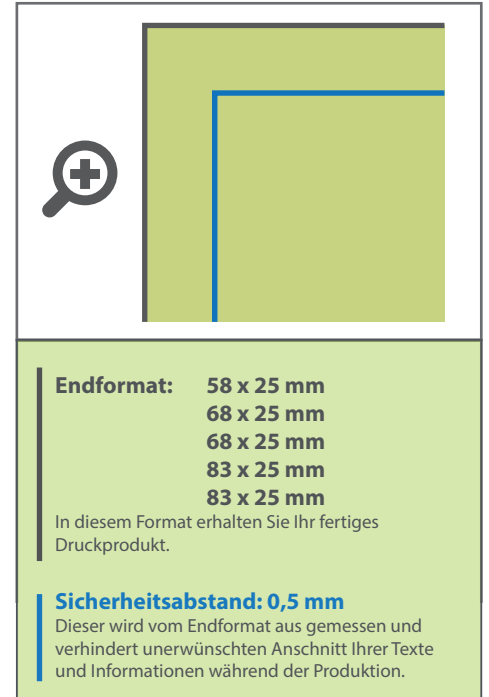 Endformat: 58 x 25 mm
68 x 25 mm
68 x 25 mm
83 x 25 mm
83 x 25 mm
In diesem Format erhalten Sie Ihr fertiges
Druckprodukt.
Sicherheitsabstand: 0,5 mm
Dieser wird vom Endformat aus gemessen und
verhindert unerwünschten Anschnitt Ihrer Texte
und Informationen während der Produktion.